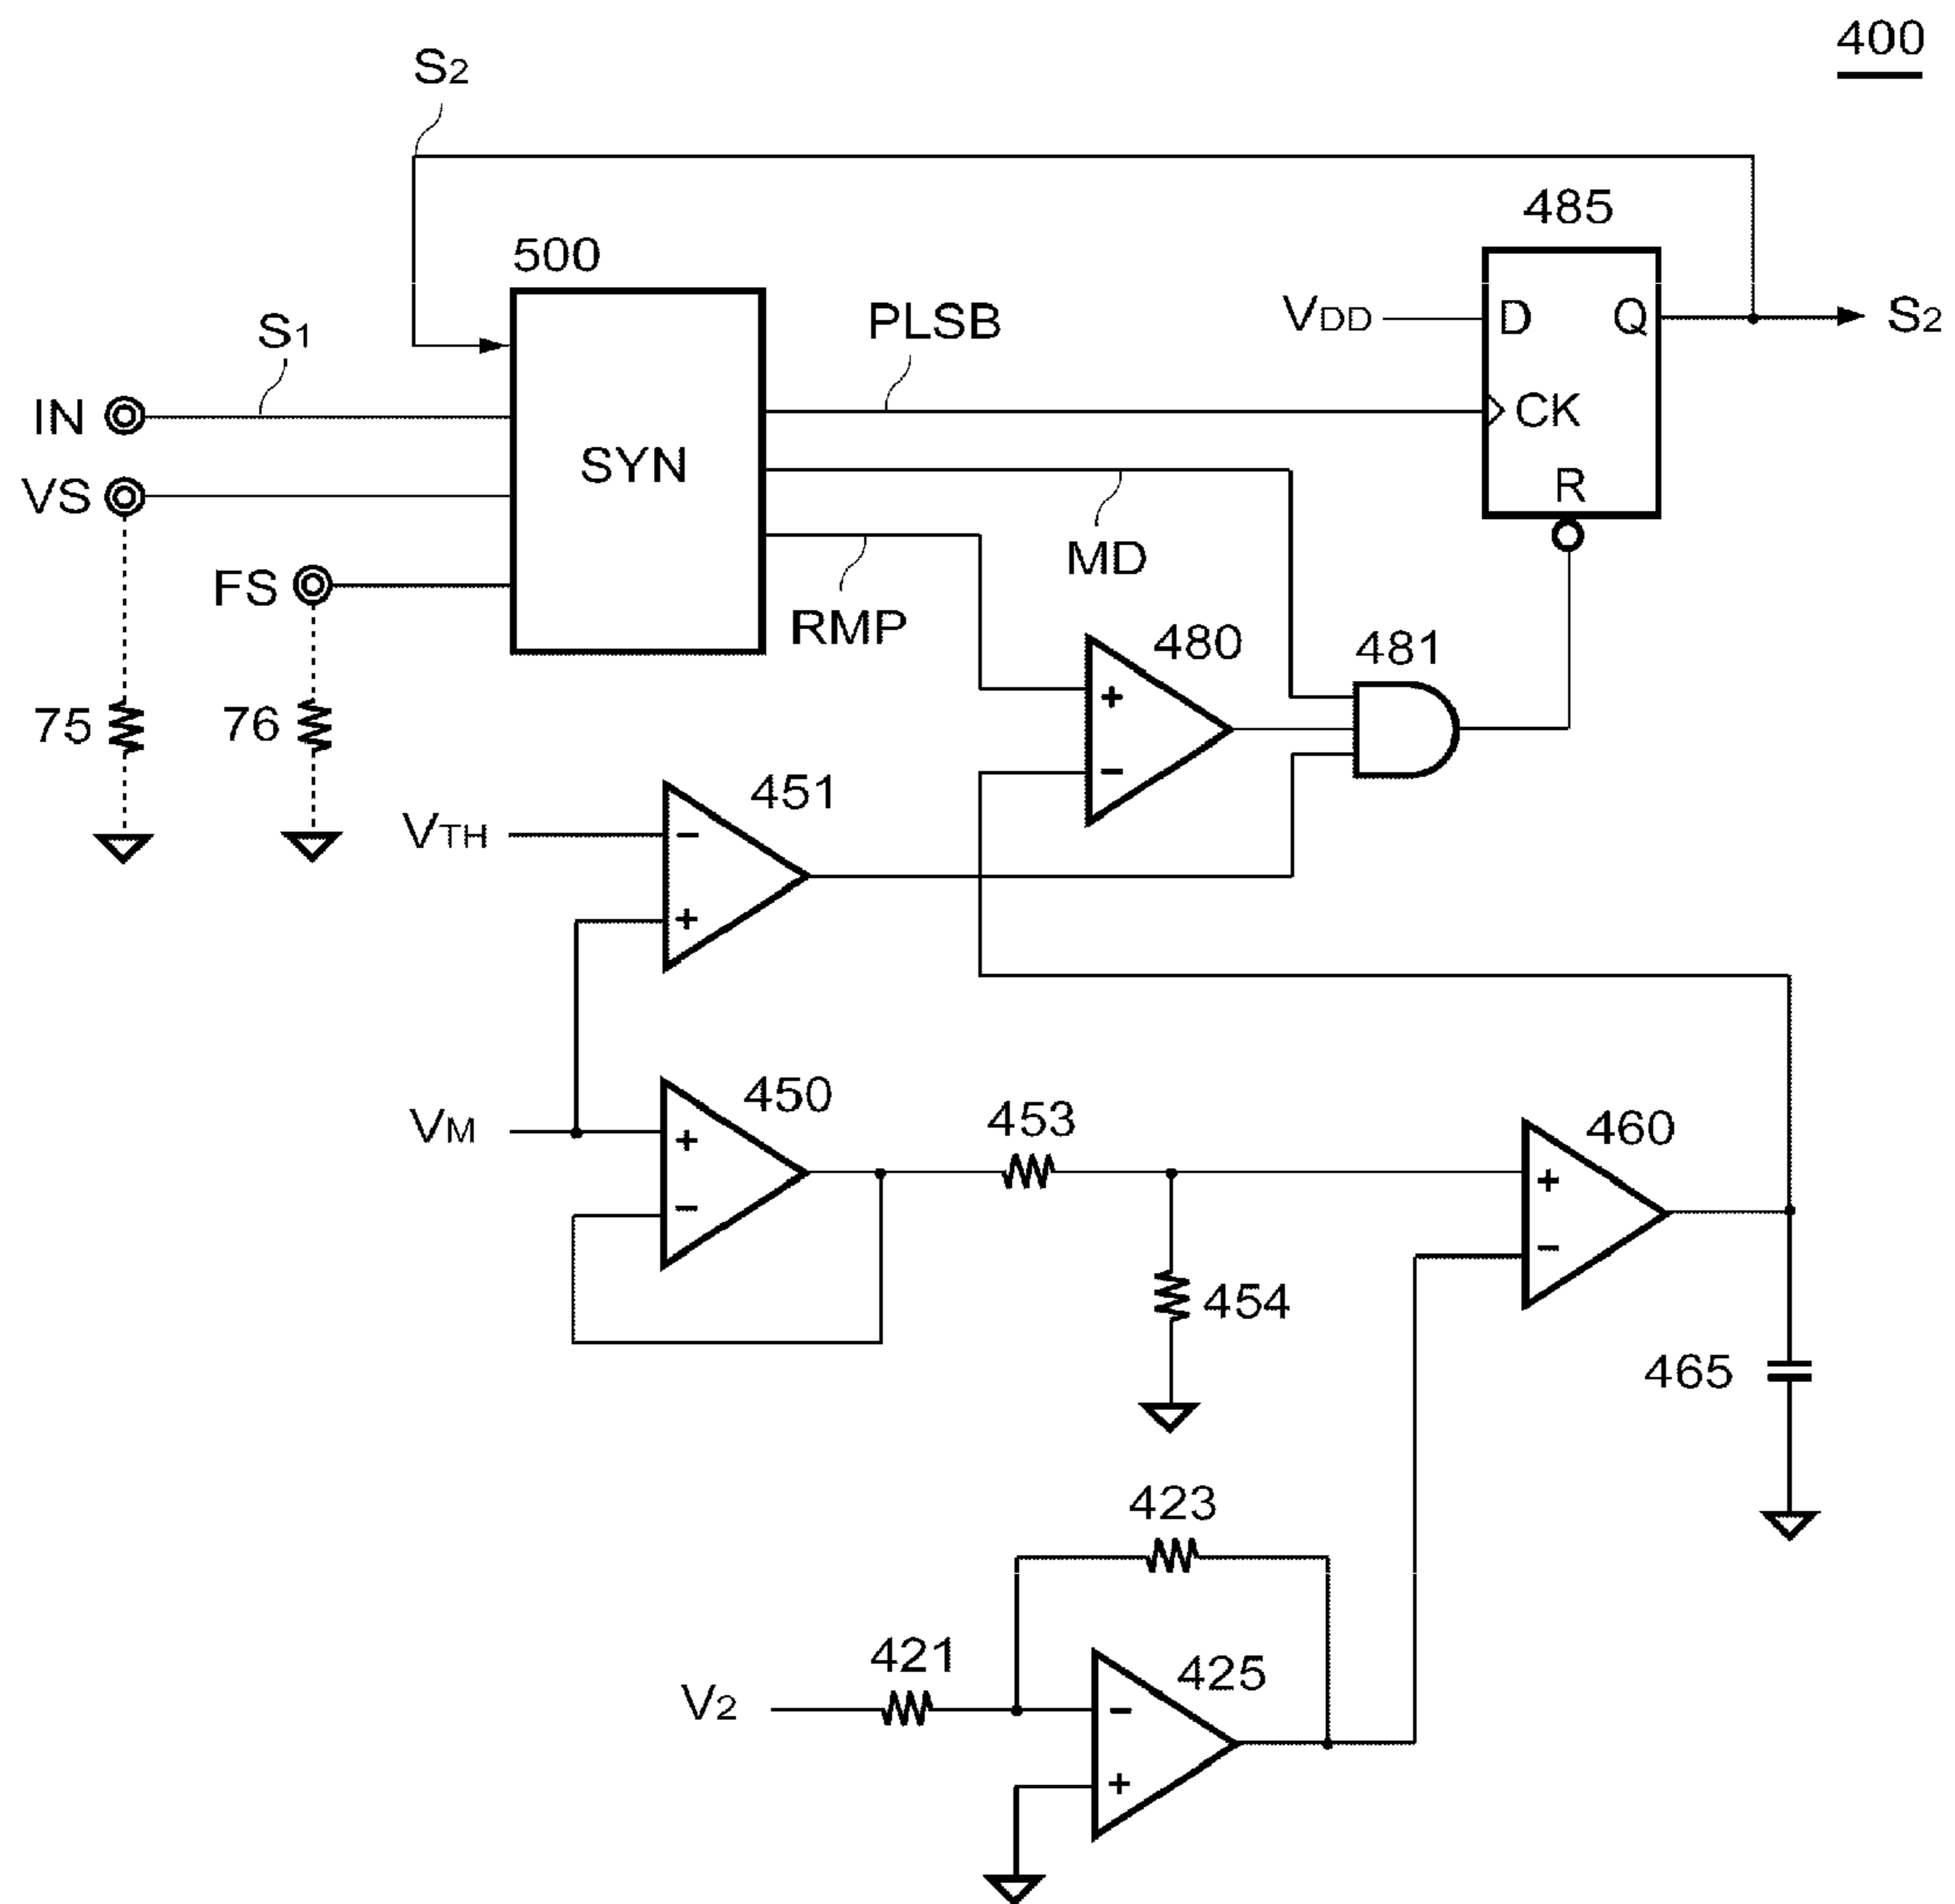 400
S2
485
500
VDD
D
Q
S2
PLSB
S1
IN
CK
SYN
VS
R
MD
FS
RMP
480
481
+
75
76
−
451
VTH
−
+
450
453
460
VM
+
+
−
−
454
465
423
421
425
V2
−
+